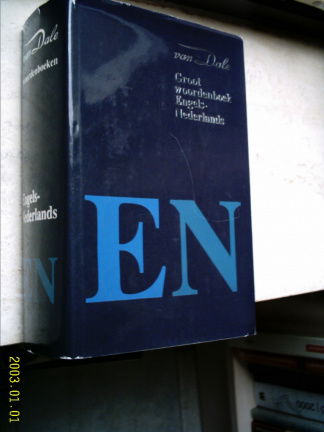 van Dale
Groot
woordenboek
Engels-
Nederlands
EN
van Dale
woordenboeken
Engels-
Nederlands
EN
2003.01.01